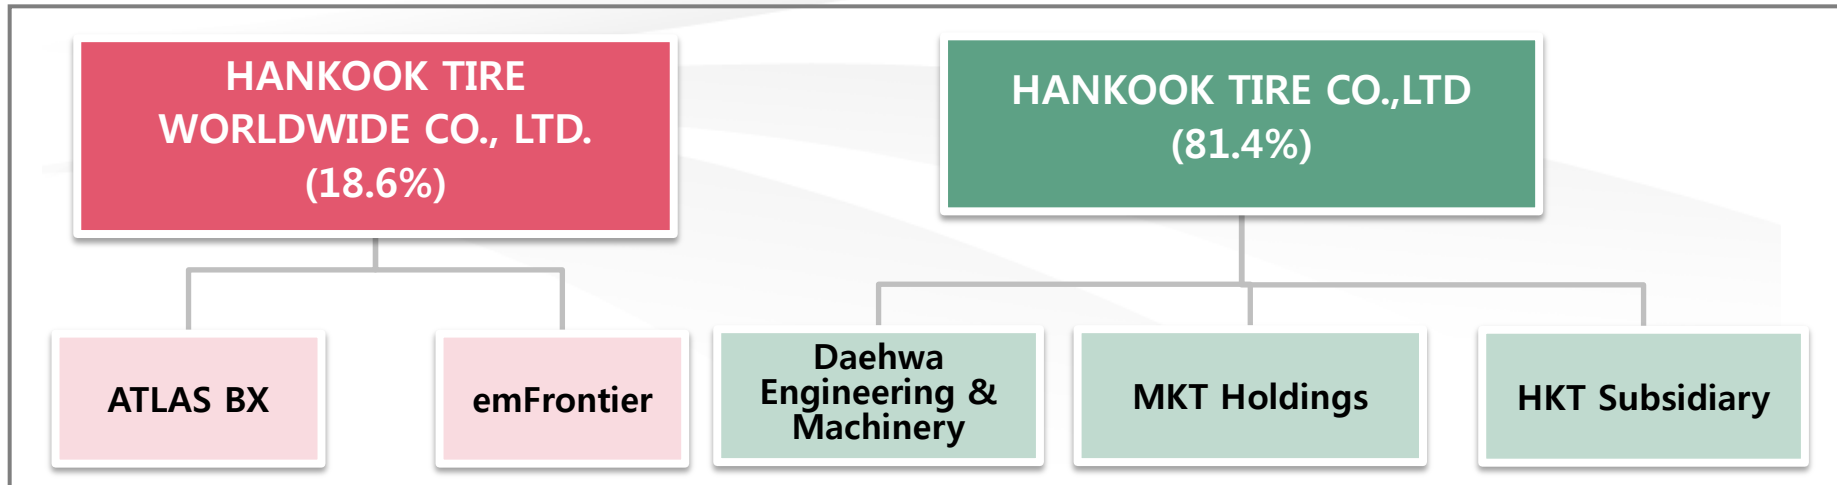 HANKOOK TIRE
WORLDWIDE CO., LTD.
(18.6%)
HANKOOK TIRE CO.,LTD
(81.4%)
ATLAS BX
emFrontier
Daehwa
Engineering &
Machinery
MKT Holdings
HKT Subsidiary